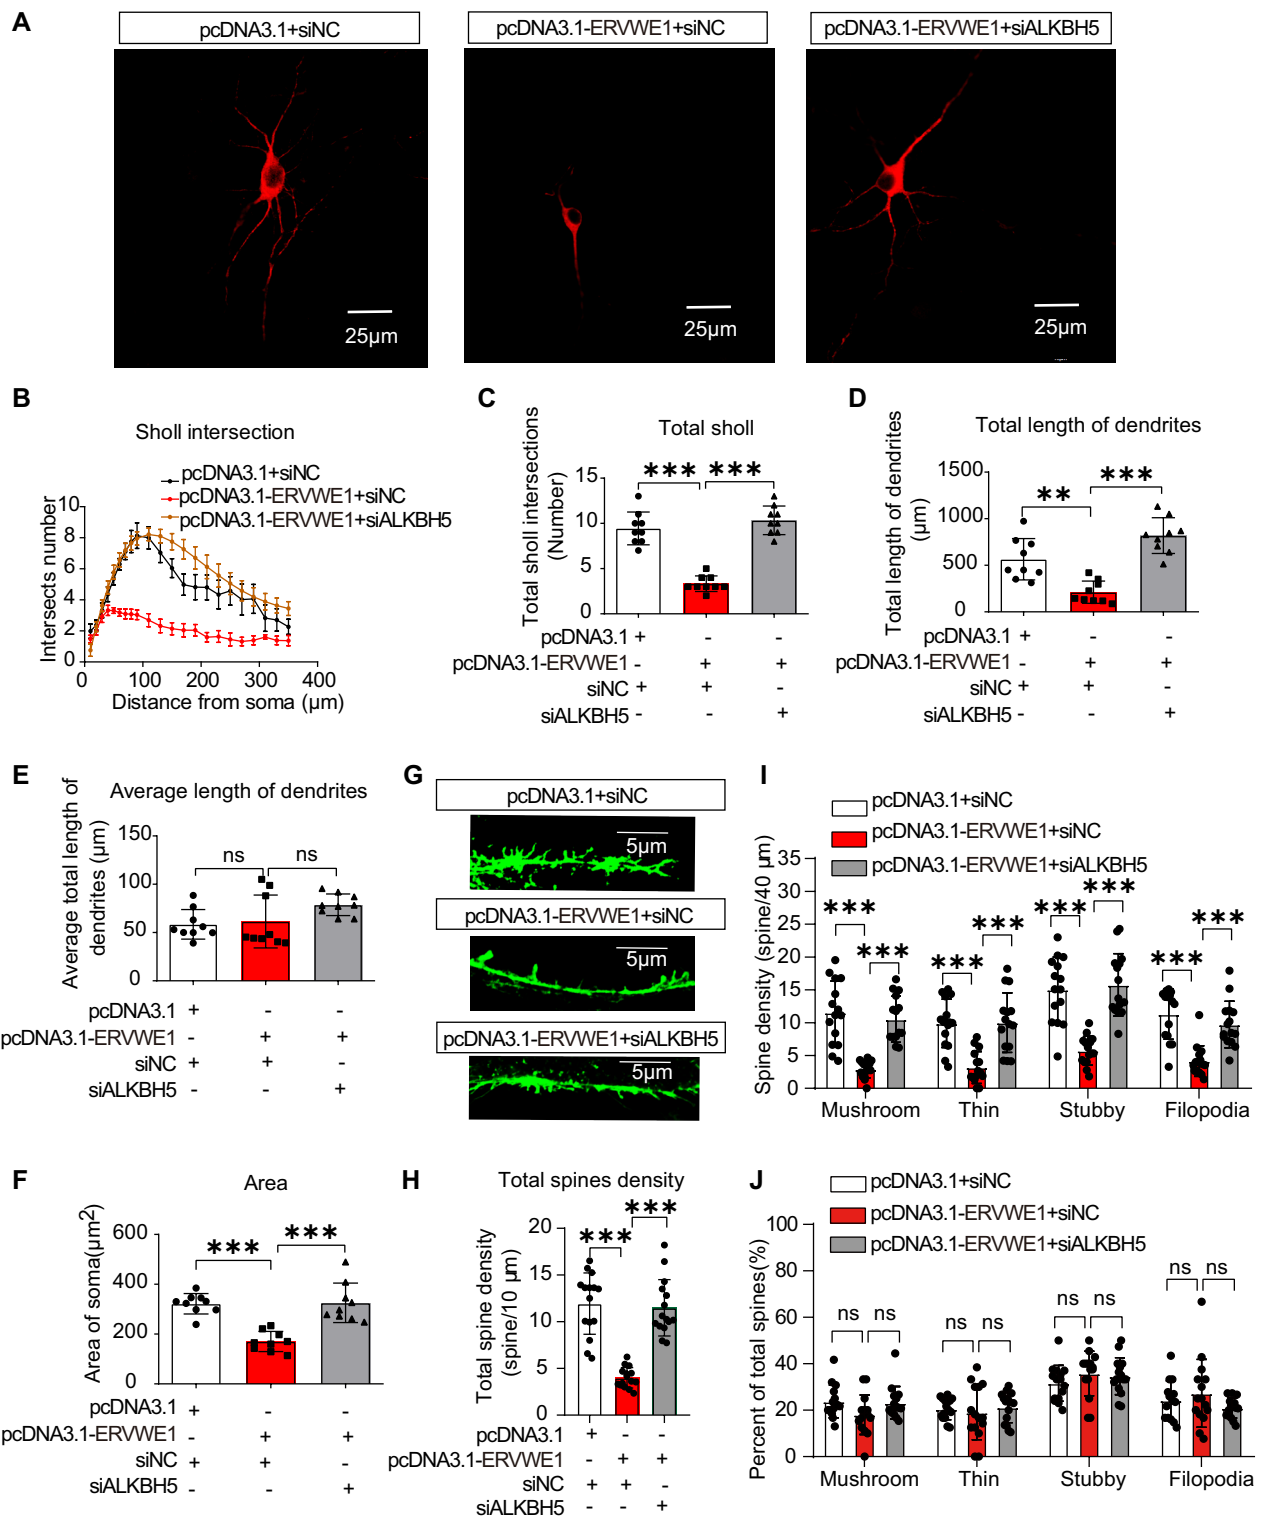 A
pcDNA3.1+siNC
pcDNA3.1-ERVWE1+siNC
pcDNA3.1-ERVWE1+siALKBH5
25µm
25µm
25µm
B
Sholl intersection
pcDNA3.1+siNC
pcDNA3.1-ERVWE1+siNC
pcDNA3.1-ERVWE1+siALKBH5
Intersects number
10
8
6
4
2
0
0
100
200
300
400
Distance from soma (µm)
C
Total sholl
Total sholl intersections
(Number)
15
10
5
0
*** ***
pcDNA3.1 + - -
pcDNA3.1-ERVWE1 - + +
siNC + + -
siALKBH5 - - +
D
Total length of dendrites
Total length of dendrites
(µm)
1500
1000
500
0
** ***
pcDNA3.1 + - -
pcDNA3.1-ERVWE1 - + +
siNC + + -
siALKBH5 - - +
E
Average length of dendrites
Average total length of
dendrites (µm)
150
100
50
0
ns ns
pcDNA3.1 + - -
pcDNA3.1-ERVWE1 - + +
siNC + + -
siALKBH5 - - +
F
Area
Area of soma(µm2)
600
400
200
0
*** ***
pcDNA3.1 + - -
pcDNA3.1-ERVWE1 - + +
siNC + + -
siALKBH5 - - +
G
pcDNA3.1+siNC
5µm
pcDNA3.1-ERVWE1+siNC
5µm
pcDNA3.1-ERVWE1+siALKBH5
5µm
H
Total spines density
Total spine density
(spine/10 µm)
20
15
10
5
0
*** ***
pcDNA3.1 + - -
pcDNA3.1-ERVWE1 - + +
siNC + + -
siALKBH5 - - +
I
pcDNA3.1+siNC
pcDNA3.1-ERVWE1+siNC
pcDNA3.1-ERVWE1+siALKBH5
Spine density (spine/40 µm)
35
30
25
20
15
10
5
0
*** *** *** *** *** *** *** ***
Mushroom Thin Stubby Filopodia
J
pcDNA3.1+siNC
pcDNA3.1-ERVWE1+siNC
pcDNA3.1-ERVWE1+siALKBH5
Percent of total spines(%)
100
80
60
40
20
0
ns ns ns ns ns ns ns ns
Mushroom Thin Stubby Filopodia